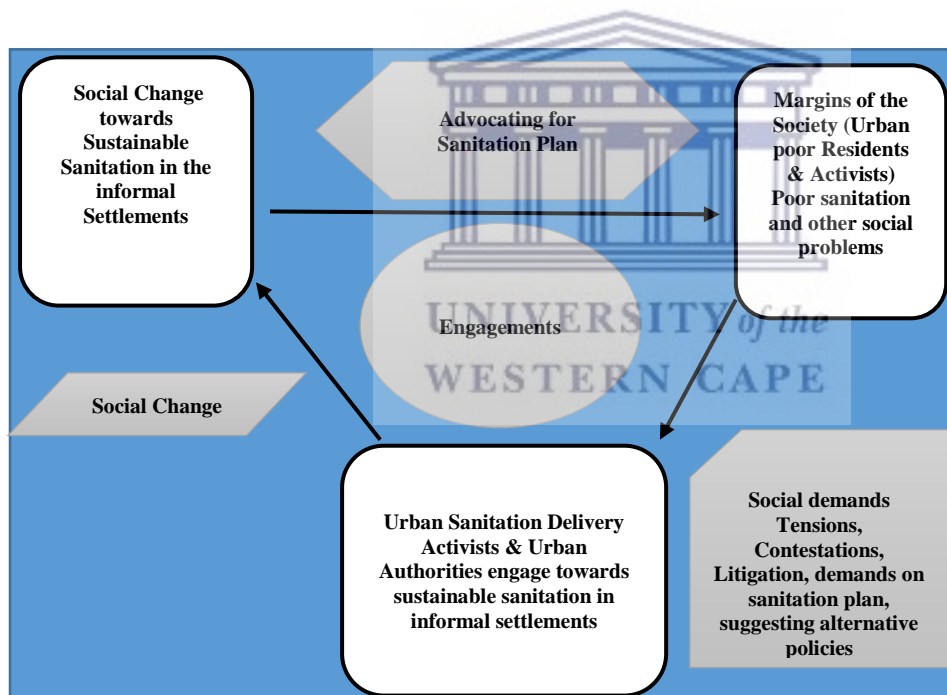 Social Change
towards
Sustainable
Sanitation in the
informal
Settlements
Advocating for
Sanitation Plan
Margins of the
Society (Urban
poor Residents
& Activists)
Poor sanitation
and other social
problems
Engagements
UNIVERSITY of the
WESTERN CAPE
Social Change
Urban Sanitation Delivery
Activists & Urban
Authorities engage towards
sustainable sanitation in
informal settlements
Social demands
Tensions,
Contestations,
Litigation, demands on
sanitation plan,
suggesting alternative
policies